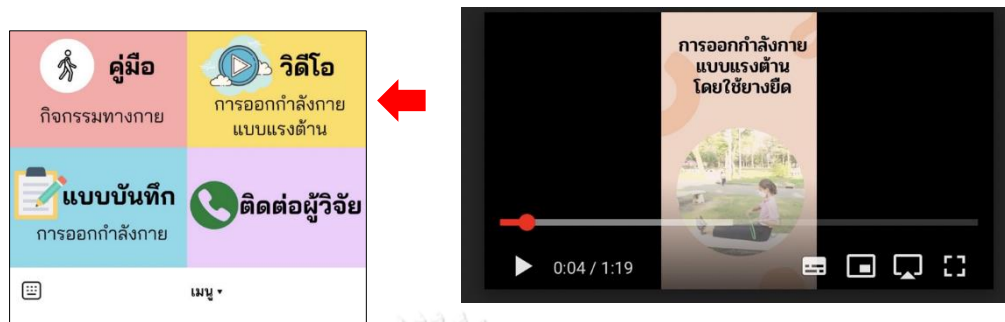 คู่มือ
กิจกรรมทางกาย
วิดีโอ
การออกกำลังกาย
แบบแรงต้าน
แบบบันทึก
การออกกำลังกาย
ติดต่อผู้วิจัย
เมนู
การออกกำลังกาย
แบบแรงต้าน
โดยใช้ยางยืด
0:04 / 1:19